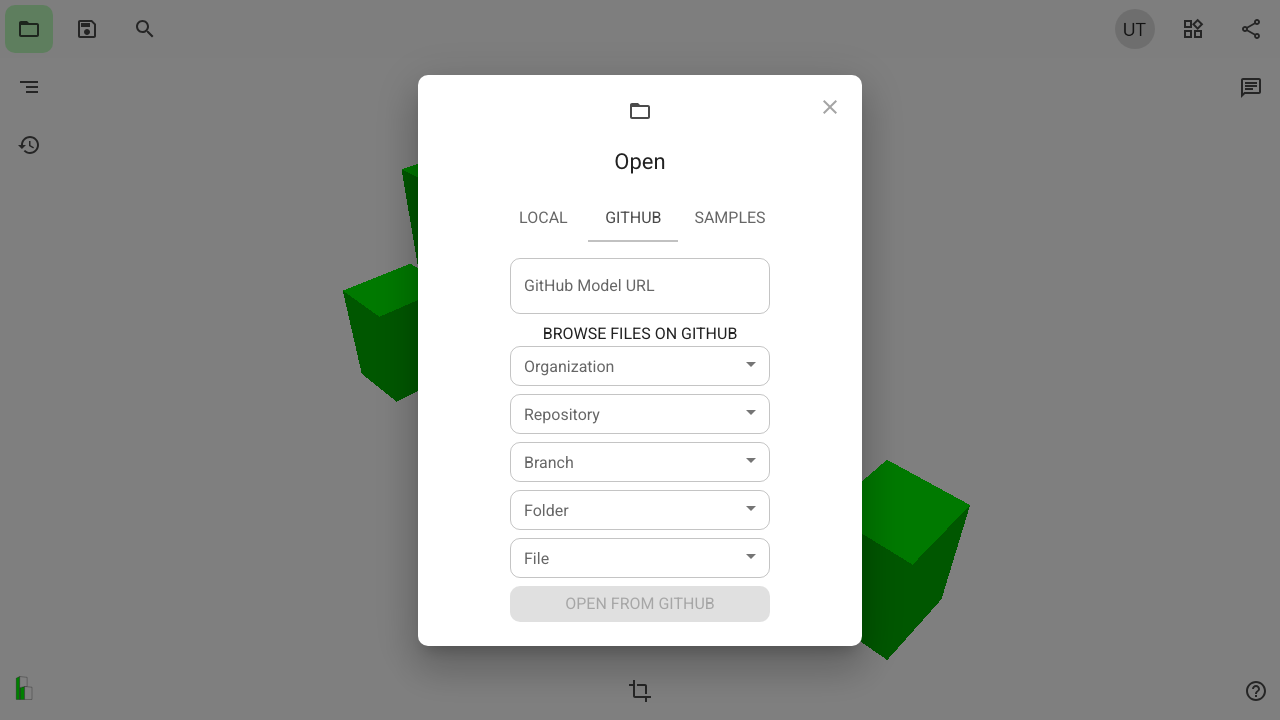 UT
Open
LOCAL GITHUB SAMPLES
GitHub Model URL
BROWSE FILES ON GITHUB
Organization
Repository
Branch
Folder
File
OPEN FROM GITHUB